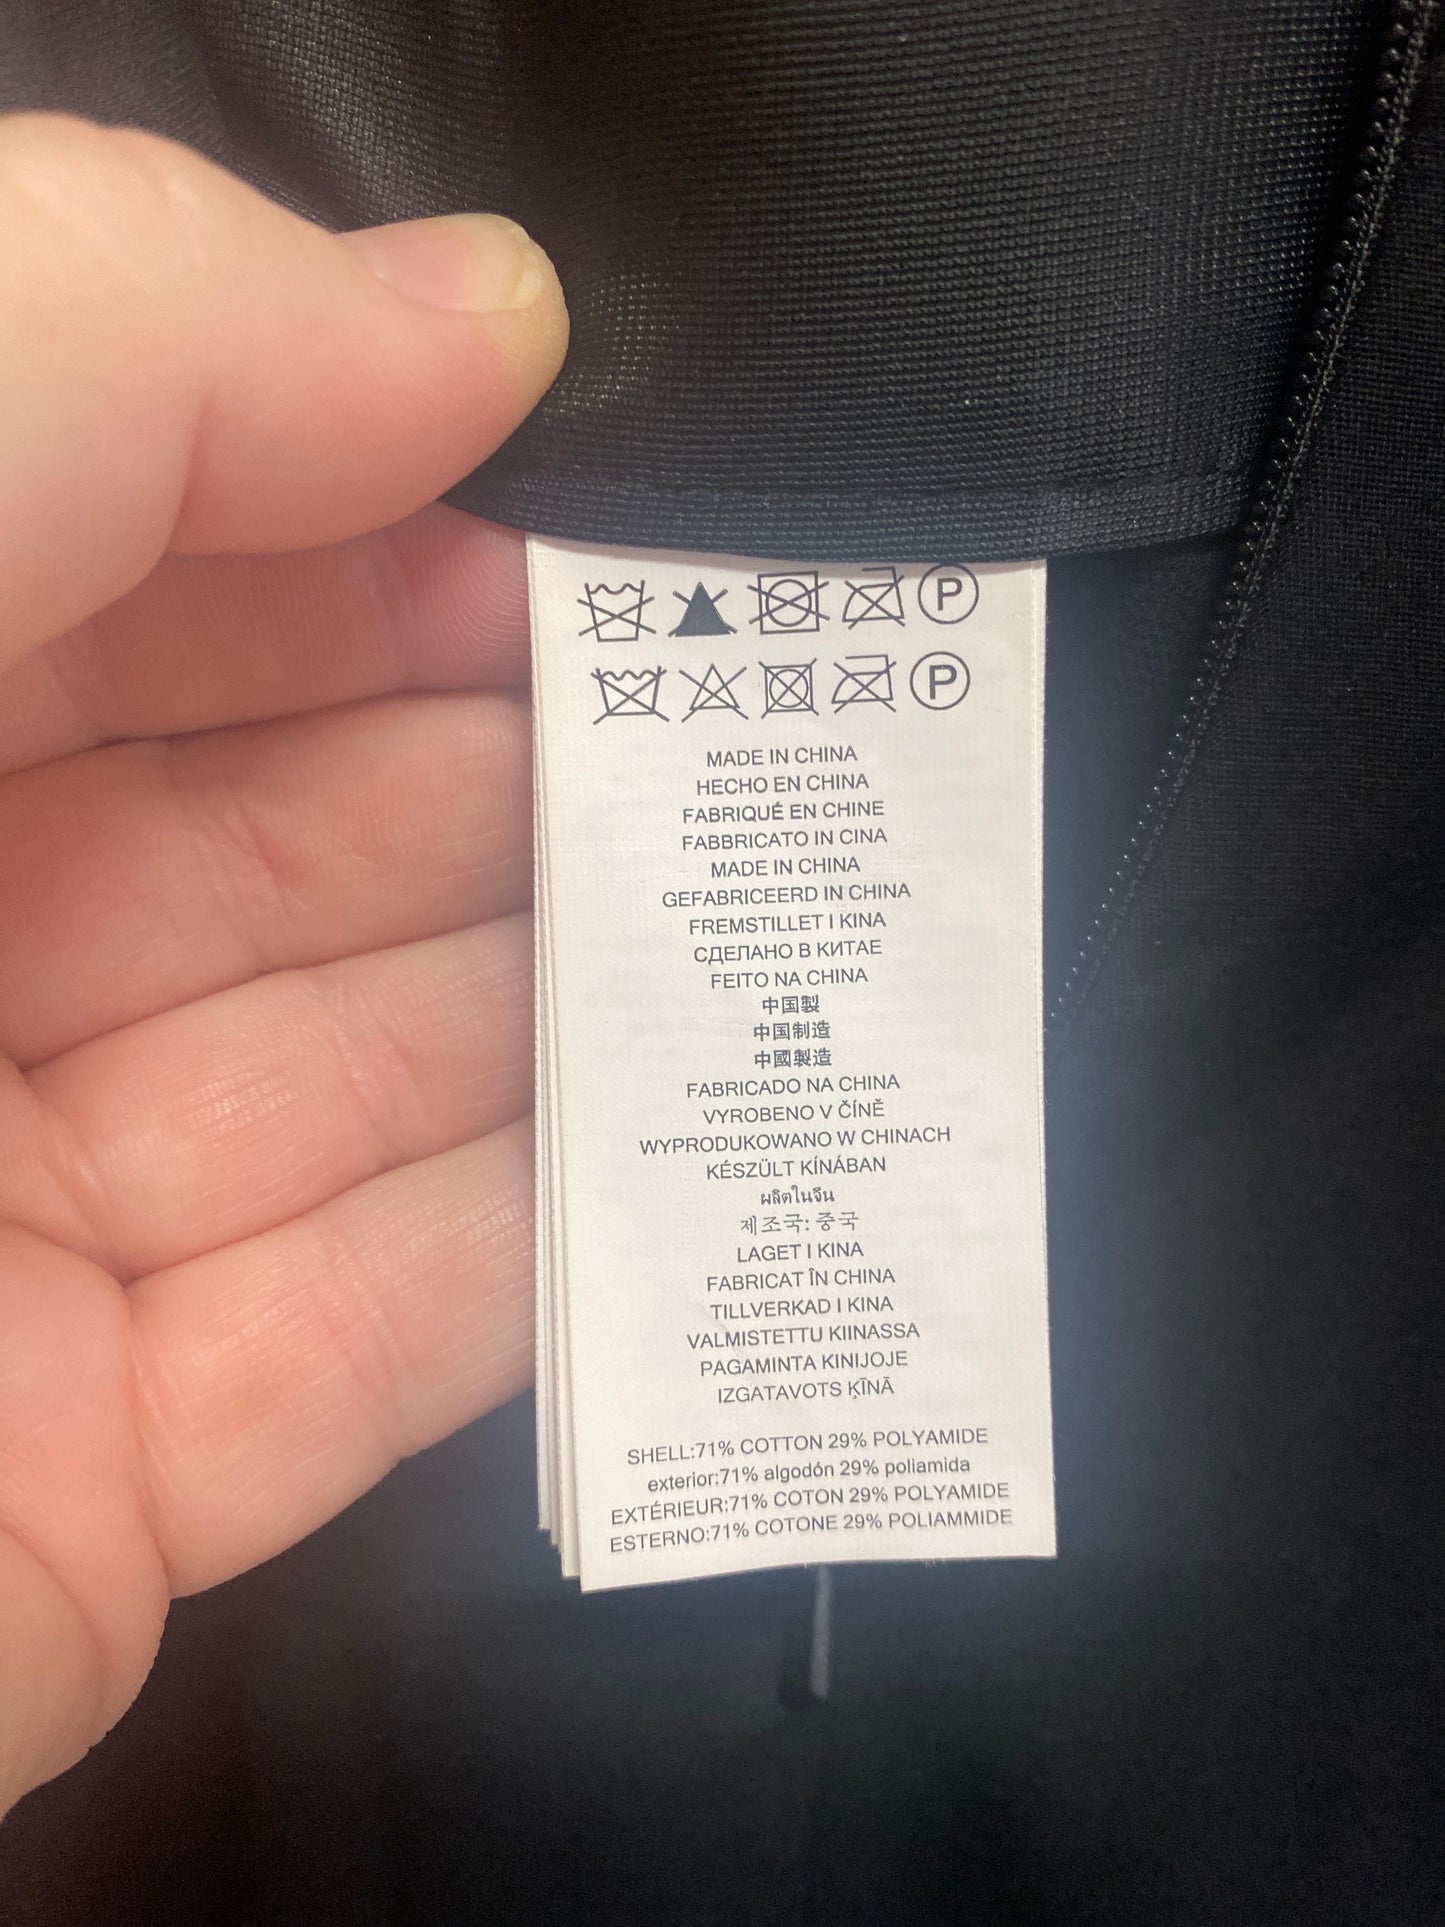 P
P
MADE IN CHINA
HECHO EN CHINA
FABRIQUÉ EN CHINE
FABBRICATO IN CINA
MADE IN CHINA
GEFABRICEERD IN CHINA
FREMSTILLET I KINA
СДЕЛАНО В КИТАЕ
FEITO NA CHINA
中国製
中国制造
中國製造
FABRICADO NA CHINA
VYROBENO V ČÍNĚ
WYPRODUKOWANO W CHINACH
KÉSZÜLT KÍNÁBAN
ผลิตในจีน
제조국: 중국
LAGET I KINA
FABRICAT ÎN CHINA
TILLVERKAD I KINA
VALMISTETTU KIINASSA
PAGAMINTA KINIJOJE
IZGATAVOTS ĶĪNĀ
SHELL:71% COTTON 29% POLYAMIDE
exterior:71% algodón 29% poliamida
EXTÉRIEUR:71% COTON 29% POLYAMIDE
ESTERNO:71% COTONE 29% POLIAMMIDE